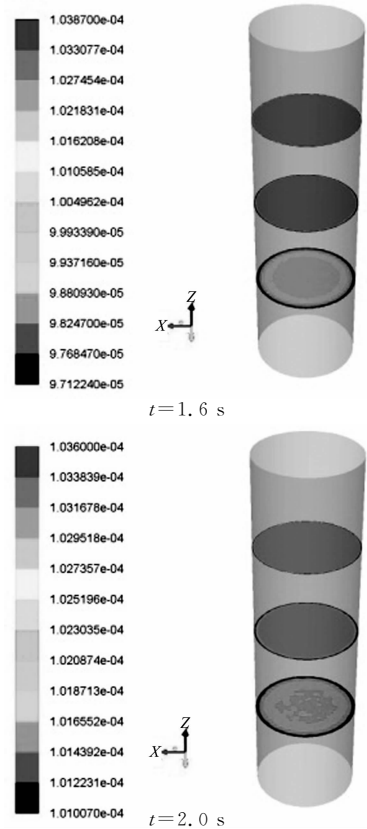 1.038700e-04
1.033077e-04
1.027454e-04
1.021831e-04
1.016208e-04
1.010585e-04
1.004962e-04
9.993390e-05
9.937160e-05
9.880930e-05
9.824700e-05
9.768470e-05
9.712240e-05
Z
X
t=1.6 s
1.036000e-04
1.033839e-04
1.031678e-04
1.029518e-04
1.027357e-04
1.025196e-04
1.023035e-04
1.020874e-04
1.018713e-04
1.016552e-04
1.014392e-04
1.012231e-04
1.010070e-04
Z
X
t=2.0 s